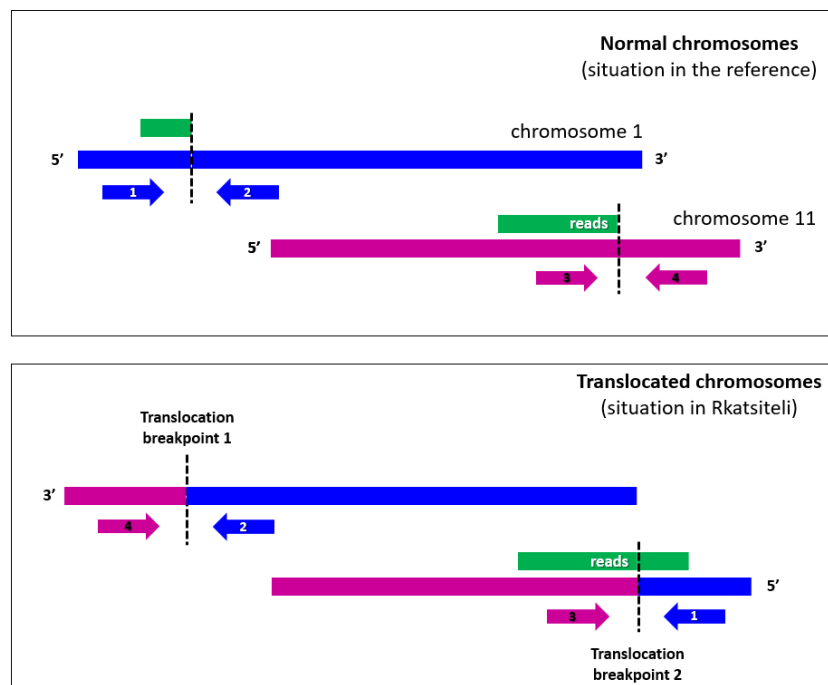 Normal chromosomes
(situation in the reference)
chromosome 1
5’
3’
1
2
chromosome 11
reads
5’
3’
3
4
Translocated chromosomes
(situation in Rkatsiteli)
Translocation
breakpoint 1
3’
4
2
reads
5’
3
1
Translocation
breakpoint 2